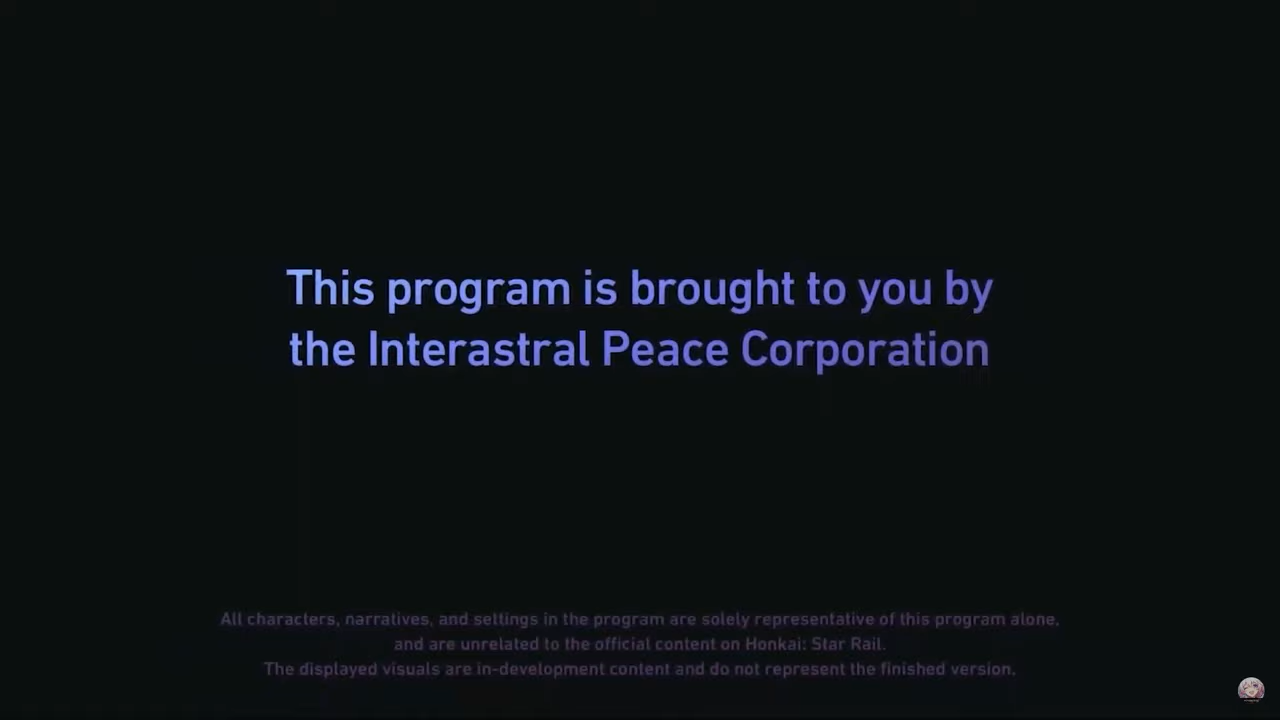 This program is brought to you by
the Interastral Peace Corporation
All characters, narratives, and settings in the program are solely representative of this program alone,
and are unrelated to the official content on Honkai: Star Rail.
The displayed visuals are in-development content and do not represent the finished version.